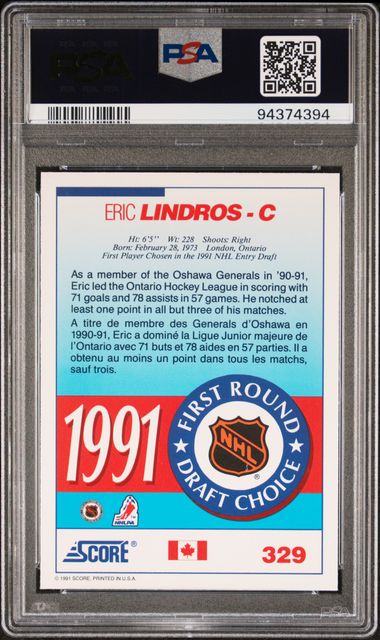 PSA
PSA
94374394
ERIC LINDROS - C
Ht: 6'5'' Wt: 228 Shoots: Right
Born: February 28, 1973 London, Ontario
First Player Chosen in the 1991 NHL Entry Draft
As a member of the Oshawa Generals in '90-91,
Eric led the Ontario Hockey League in scoring with
71 goals and 78 assists in 57 games. He notched at
least one point in all but three of his matches.
A titre de membre des Generals d'Oshawa en
1990-91, Eric a dominé la Ligue Junior majeure de
l'Ontario avec 71 buts et 78 aides en 57 parties. Il a
obtenu au moins un point dans tous les matchs,
sauf trois.
1991
FIRST ROUND
NHL
®
DRAFT CHOICE
NHLPA
SCORE®
329
© 1991 SCORE, PRINTED IN U.S.A.
PSA